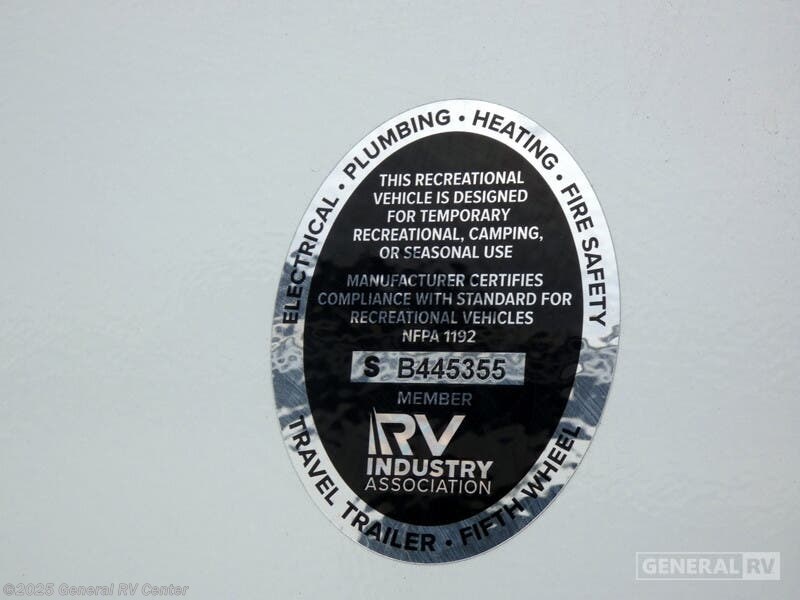 ELECTRICAL • PLUMBING • HEATING • FIRE SAFETY
THIS RECREATIONAL
VEHICLE IS DESIGNED
FOR TEMPORARY
RECREATIONAL, CAMPING,
OR SEASONAL USE
MANUFACTURER CERTIFIES
COMPLIANCE WITH STANDARD FOR
RECREATIONAL VEHICLES
NFPA 1192
S B445355
MEMBER
RV
INDUSTRY
ASSOCIATION
TRAVEL TRAILER • FIFTH WHEEL
GENERAL RV
©2025 General RV Center